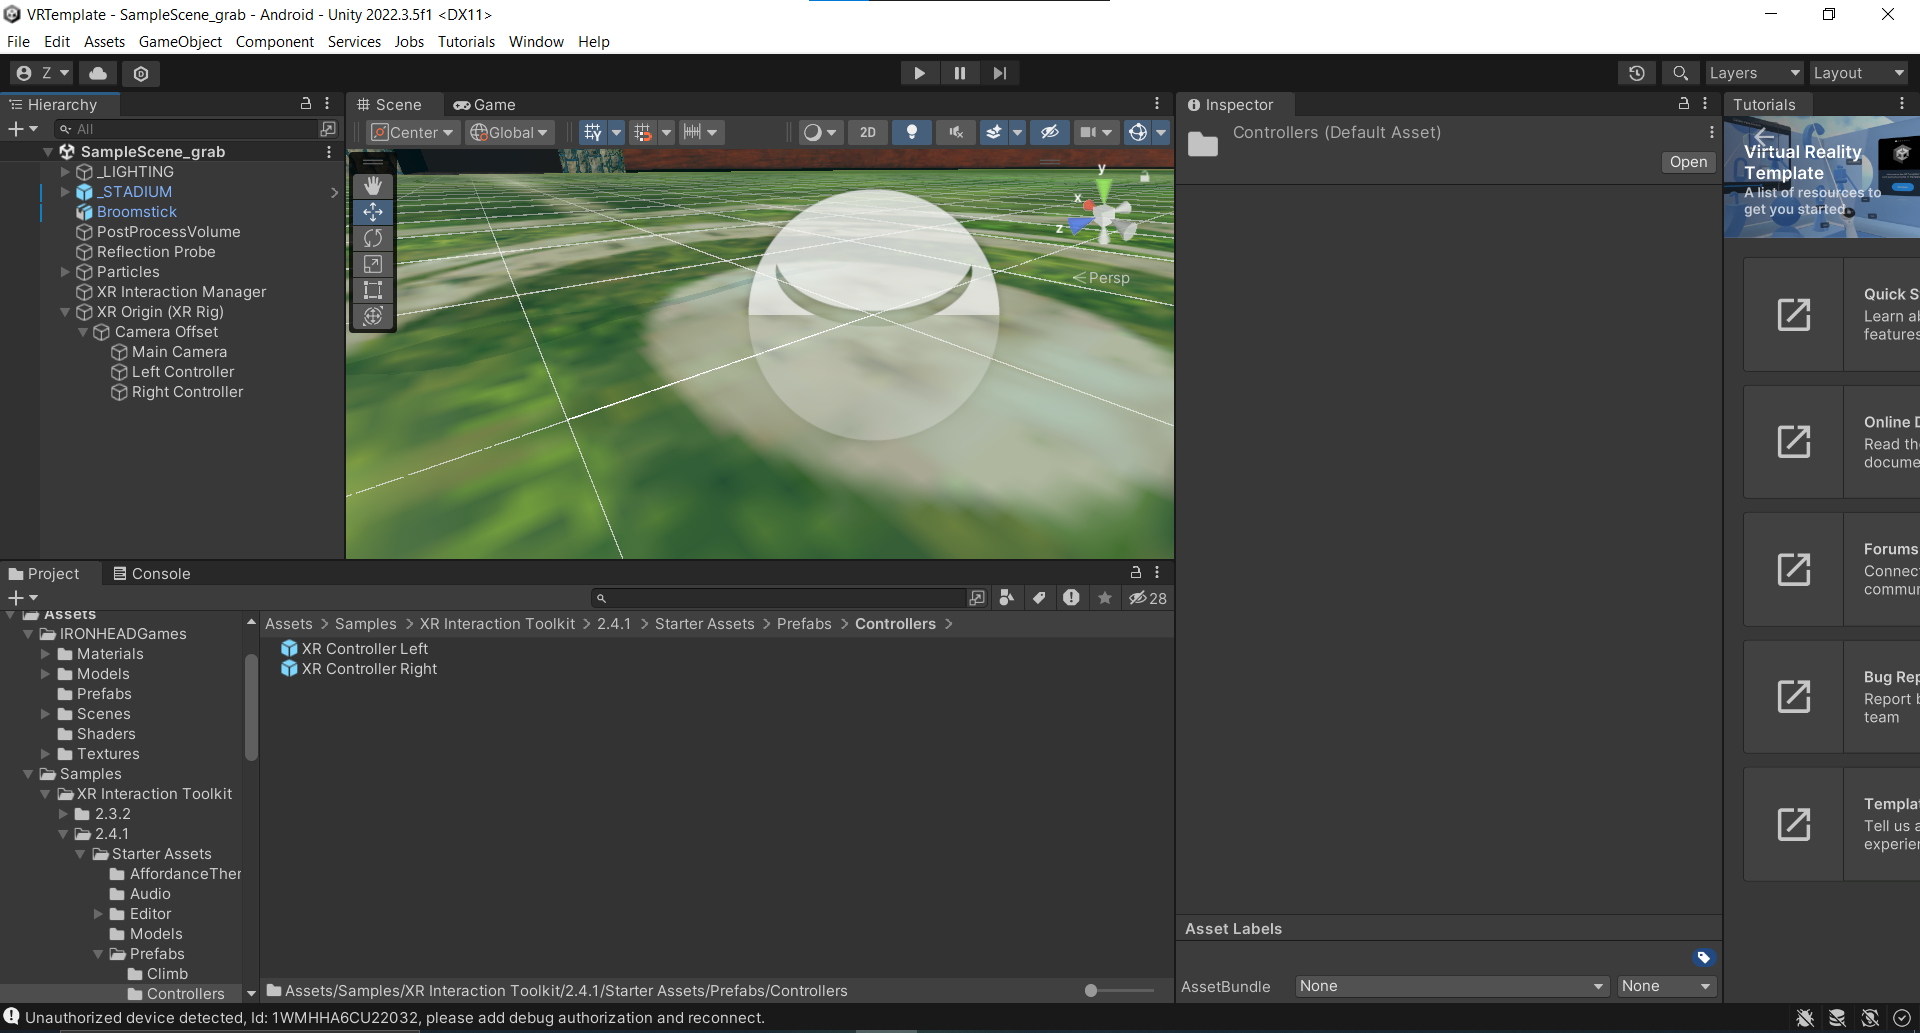 VRTemplate - SampleScene_grab - Android - Unity 2022.3.5f1 <DX11>
File Edit Assets GameObject Component Services Jobs Tutorials Window Help
Z Layers Layout
Hierarchy
All
SampleScene_grab
_LIGHTING
_STADIUM
Broomstick
PostProcessVolume
Reflection Probe
Particles
XR Interaction Manager
XR Origin (XR Rig)
Camera Offset
Main Camera
Left Controller
Right Controller
Scene Game
Center Global 2D
y
x
z
Persp
Inspector
Controllers (Default Asset)
Open
Asset Labels
AssetBundle None None
Tutorials
Virtual Reality
Template
A list of resources to
get you started
Quick S
Learn ab
features
Online D
Read the
docume
Forums
Connec
commun
Bug Rep
Report b
team
Templat
Tell us a
experien
Project Console
28
Assets
IRONHEADGames
Materials
Models
Prefabs
Scenes
Shaders
Textures
Samples
XR Interaction Toolkit
2.3.2
2.4.1
Starter Assets
AffordanceTher
Audio
Editor
Models
Prefabs
Climb
Controllers
Assets > Samples > XR Interaction Toolkit > 2.4.1 > Starter Assets > Prefabs > Controllers >
XR Controller Left
XR Controller Right
Assets/Samples/XR Interaction Toolkit/2.4.1/Starter Assets/Prefabs/Controllers
Unauthorized device detected, Id: 1WMHHA6CU22032, please add debug authorization and reconnect.